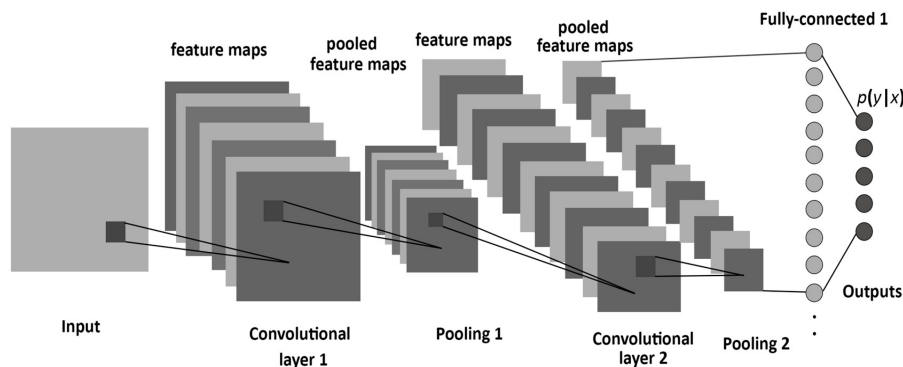 feature maps
pooled
feature maps
feature maps
pooled
feature maps
Fully-connected 1
p(y|x)
Input
Convolutional
layer 1
Pooling 1
Convolutional
layer 2
Pooling 2
Outputs